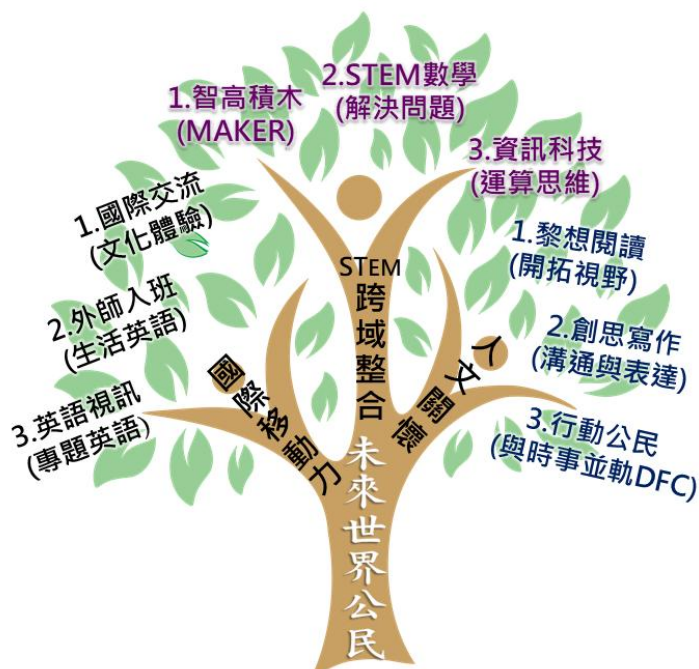 1.智高積木
(MAKER)
2.STEM數學
(解決問題)
3.資訊科技
(運算思維)
1.國際交流
(文化體驗)
2.外師入班
(生活英語)
3.英語視訊
(專題英語)
1.黎想閱讀
(開拓視野)
2.創思寫作
(溝通與表達)
3.行動公民
(與時事並軌DFC)
國際移動力
STEM
跨域整合
人文關懷
未來世界公民